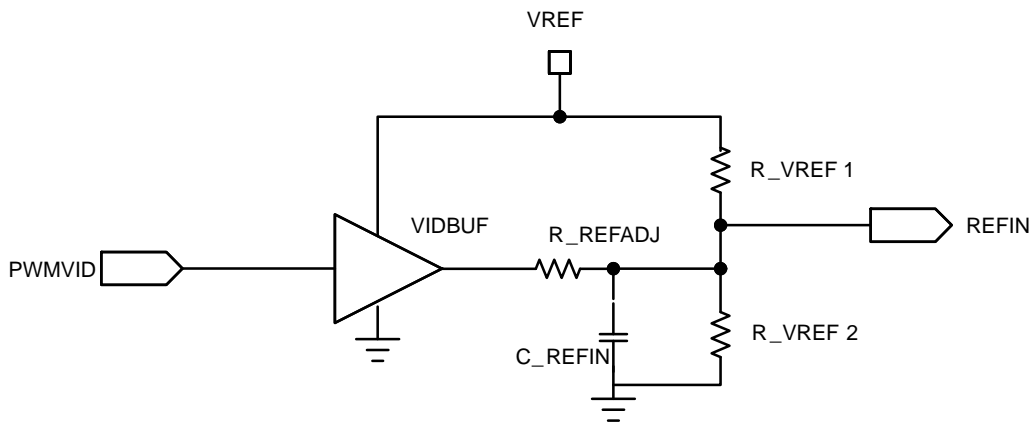 VREF
R_VREF 1
VIDBUF
REFIN
R_REFADJ
PWMVID
R_VREF 2
C_REFIN